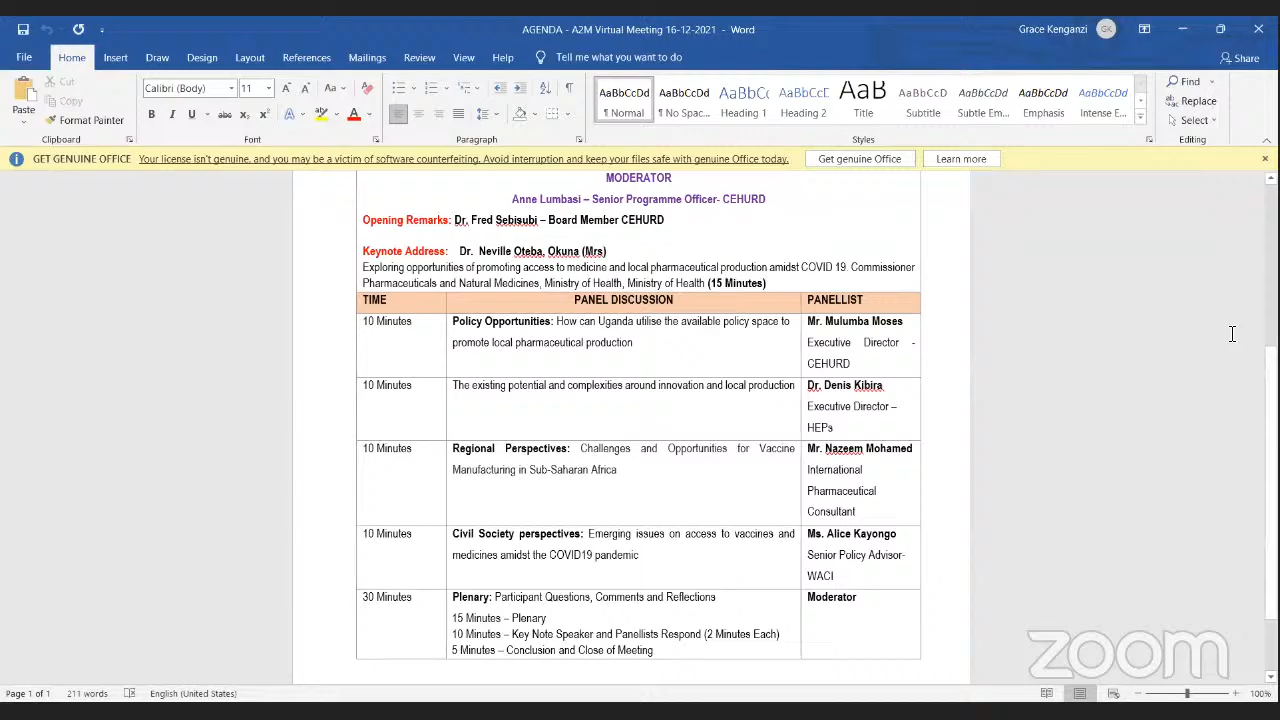 AGENDA - A2M Virtual Meeting 16-12-2021 - Word
Grace Kenganzi
GK
File Home Insert Draw Design Layout References Mailings Review View Help Tell me what you want to do
Share
Paste
Cut
Copy
Format Painter
Clipboard
Calibri (Body) 11
Font
Paragraph
AaBbCcDd AaBbCcDd AaBbCc AaBbCcE AaB AaBbCcD AaBbCcDd AaBbCcDd AaBbCcDd
¶ Normal ¶ No Spac... Heading 1 Heading 2 Title Subtitle Subtle Em... Emphasis Intense E...
Styles
Find
Replace
Select
Editing
GET GENUINE OFFICE Your license isn't genuine, and you may be a victim of software counterfeiting. Avoid interruption and keep your files safe with genuine Office today. Get genuine Office Learn more
MODERATOR
Anne Lumbasi – Senior Programme Officer- CEHURD
Opening Remarks: Dr. Fred Sebisubi – Board Member CEHURD
Keynote Address: Dr. Neville Oteba, Okuna (Mrs)
Exploring opportunities of promoting access to medicine and local pharmaceutical production amidst COVID 19. Commissioner
Pharmaceuticals and Natural Medicines, Ministry of Health, Ministry of Health (15 Minutes)
TIME PANEL DISCUSSION PANELLIST
10 Minutes Policy Opportunities: How can Uganda utilise the available policy space to Mr. Mulumba Moses
promote local pharmaceutical production Executive Director -
CEHURD
10 Minutes The existing potential and complexities around innovation and local production Dr. Denis Kibira
Executive Director –
HEPs
10 Minutes Regional Perspectives: Challenges and Opportunities for Vaccine Mr. Nazeem Mohamed
Manufacturing in Sub-Saharan Africa International
Pharmaceutical
Consultant
10 Minutes Civil Society perspectives: Emerging issues on access to vaccines and Ms. Alice Kayongo
medicines amidst the COVID19 pandemic Senior Policy Advisor-
WACI
30 Minutes Plenary: Participant Questions, Comments and Reflections Moderator
15 Minutes – Plenary
10 Minutes – Key Note Speaker and Panellists Respond (2 Minutes Each)
5 Minutes – Conclusion and Close of Meeting
zoom
Page 1 of 1 211 words English (United States) 100%